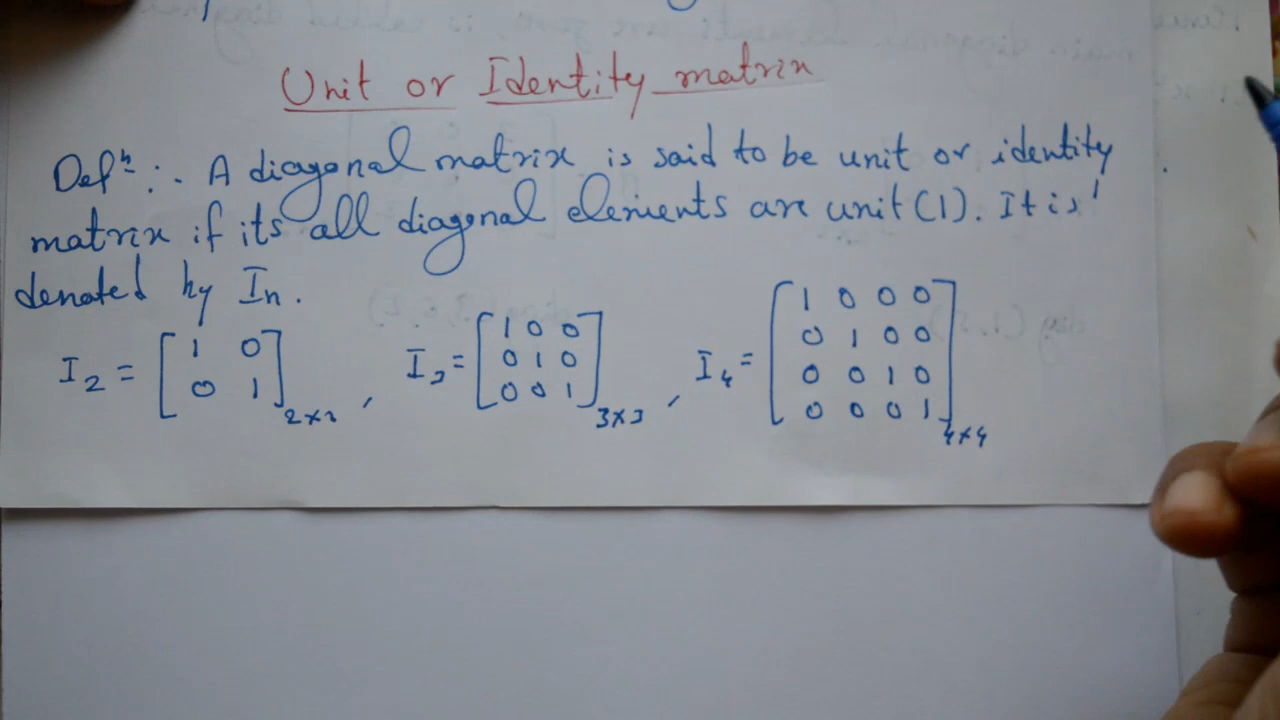 Unit or Identity matrix
Defn :- A diagonal matrix is said to be unit or identity
matrix if its all diagonal elements are unit (1). It is
denoted by In.
I2 = [1 0
0 1]2×2 , I3 = [1 0 0
0 1 0
0 0 1]3×3 , I4 = [1 0 0 0
0 1 0 0
0 0 1 0
0 0 0 1]4×4